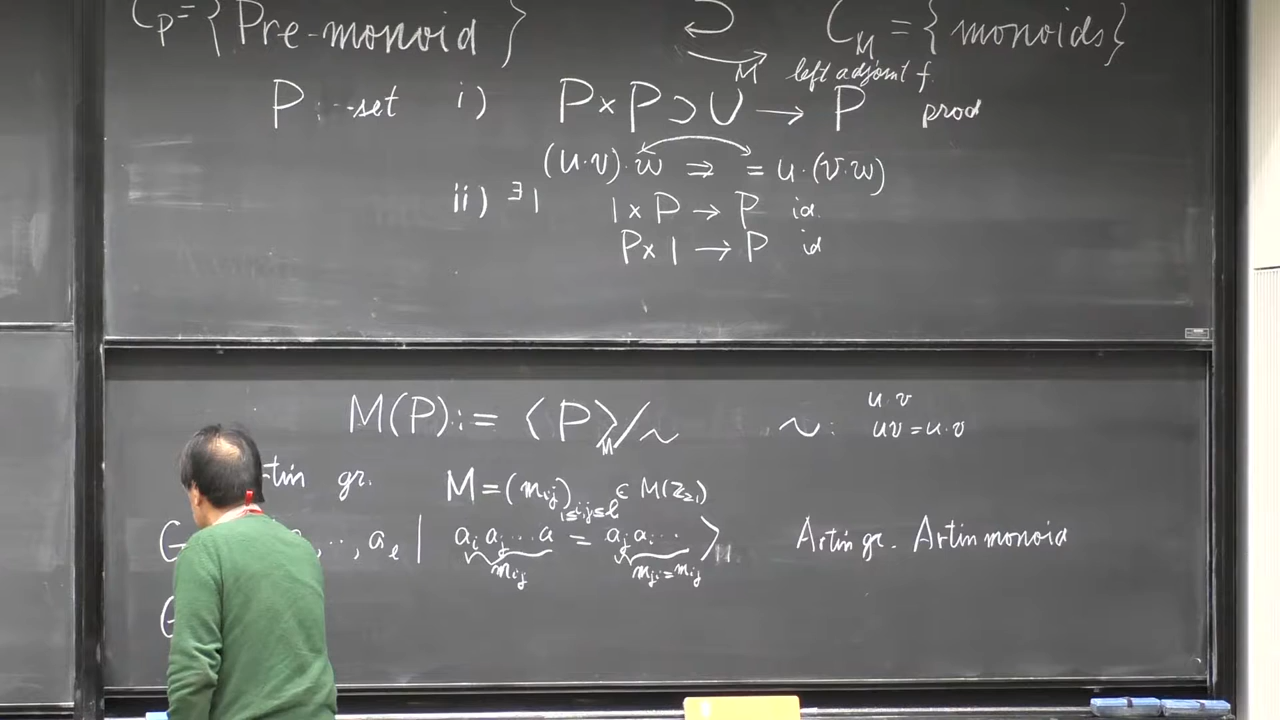 C_P = { Pre-monoid } ⊃ C_M = { monoids }
M left adjoint f.
P : set i) P × P ⊃ U → P prod
(u·v)·w ⇒ = u·(v·w)
ii) ∃1 1 × P → P id.
P × 1 → P id
M(P) := ⟨P⟩_M / ~ ~ : u v
uv = u·v
tin gr. M = (m_ij)_{1≤i,j≤l} ∈ M(Z_{≥1})
G , .., a_l | a_i a_j ... a = a_j a_i ... ⟩ Artin gr. Artin monoid
m_ij m_ji = m_ij
G